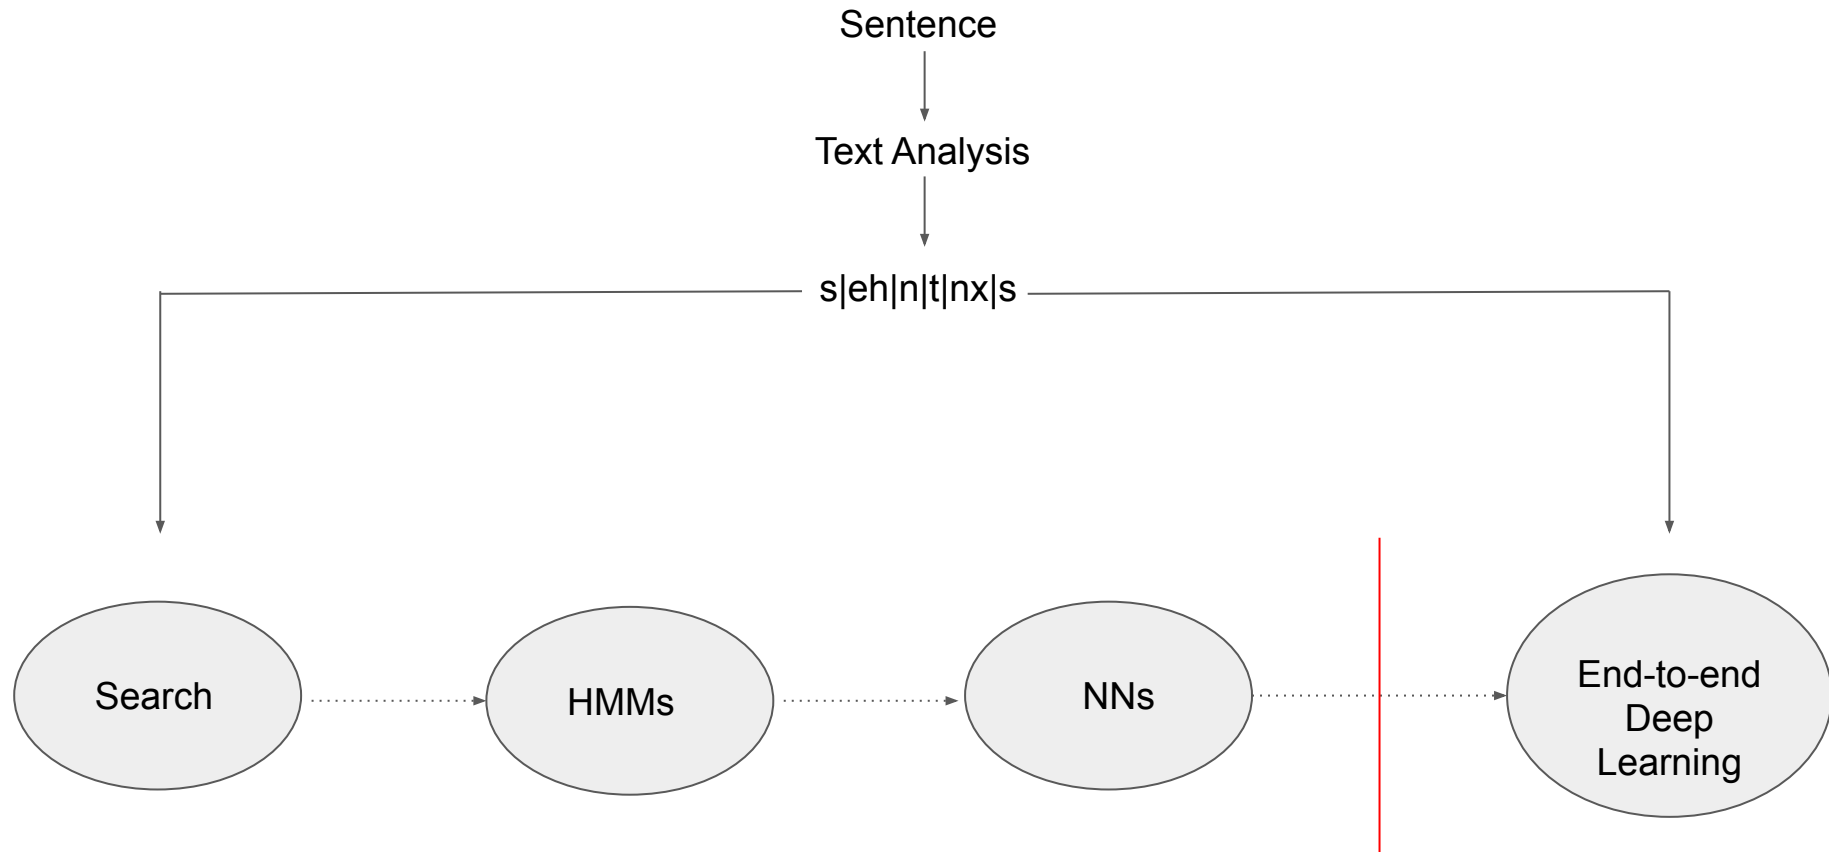 Sentence
Text Analysis
s|eh|n|t|nx|s
Search
HMMs
NNs
End-to-end
Deep
Learning